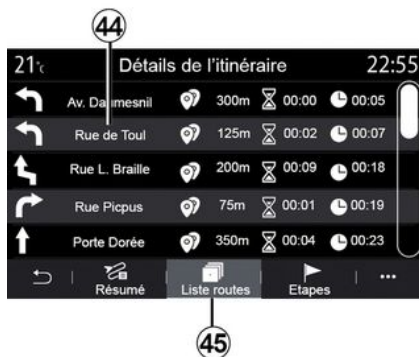 44
21°c Détails de l'itinéraire 22:55
Av. Daumesnil 300m 00:00 00:05
Rue de Toul 125m 00:02 00:07
Rue L. Braille 200m 00:09 00:18
Rue Picpus 75m 00:01 00:19
Porte Dorée 350m 00:04 00:23
Résumé Liste routes Etapes ...
45